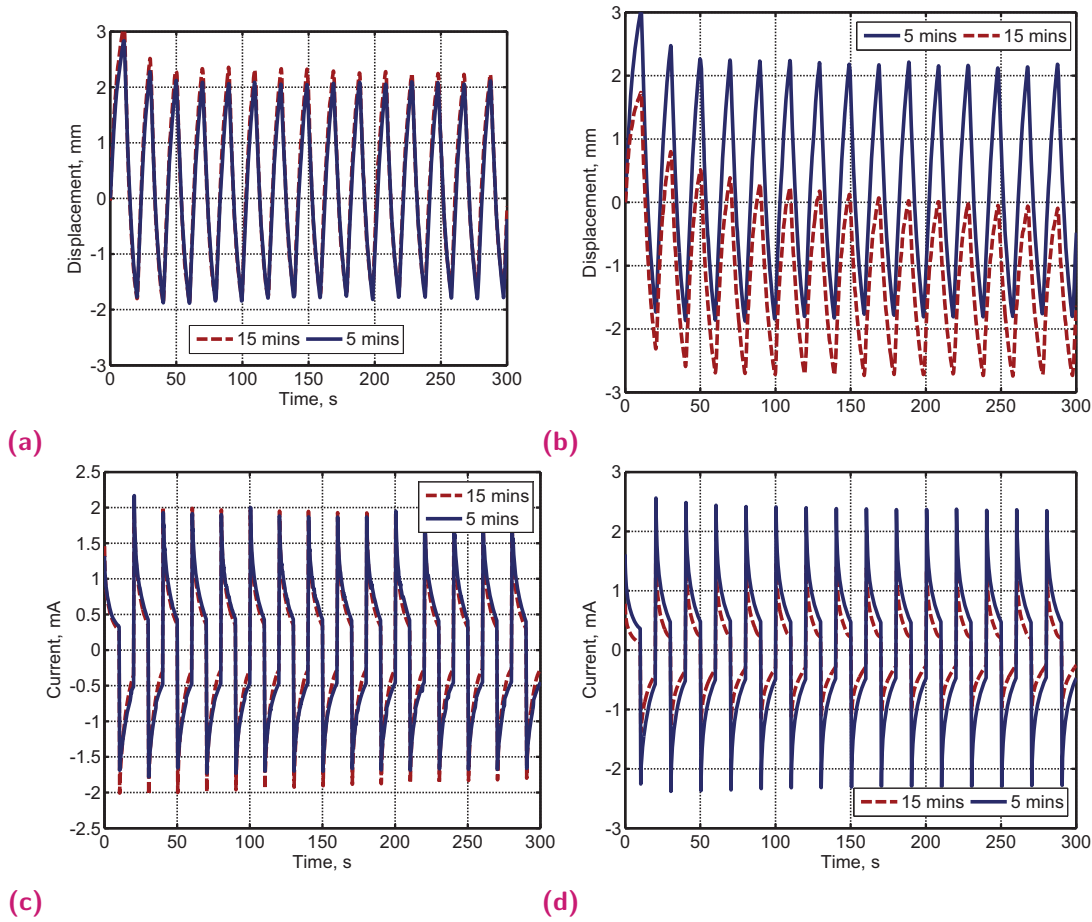 3
2
1
0
-1
-2
-3
Displacement, mm
15 mins 5 mins
0 50 100 150 200 250 300
Time, s
(a)
3
2
1
0
-1
-2
-3
Displacement, mm
5 mins 15 mins
0 50 100 150 200 250 300
Time, s
(b)
2.5
2
1.5
1
0.5
0
-0.5
-1
-1.5
-2
-2.5
Current, mA
15 mins
5 mins
0 50 100 150 200 250 300
Time, s
(c)
3
2
1
0
-1
-2
-3
Current, mA
15 mins 5 mins
0 50 100 150 200 250 300
Time, s
(d)